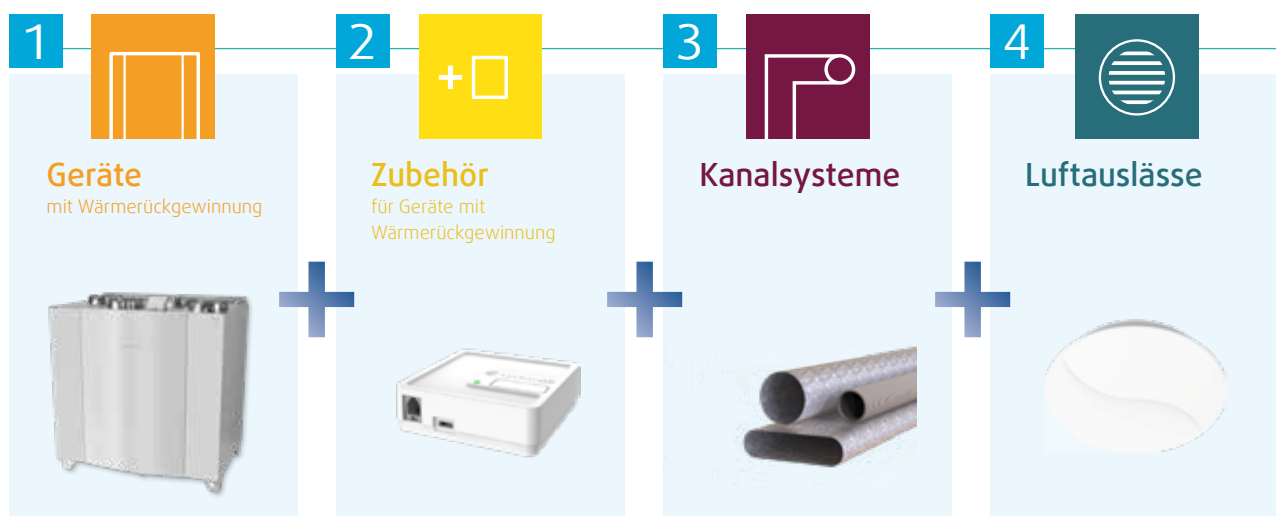 1
Geräte
mit Wärmerückgewinnung
2
Zubehör
für Geräte mit
Wärmerückgewinnung
3
Kanalsysteme
4
Luftauslässe